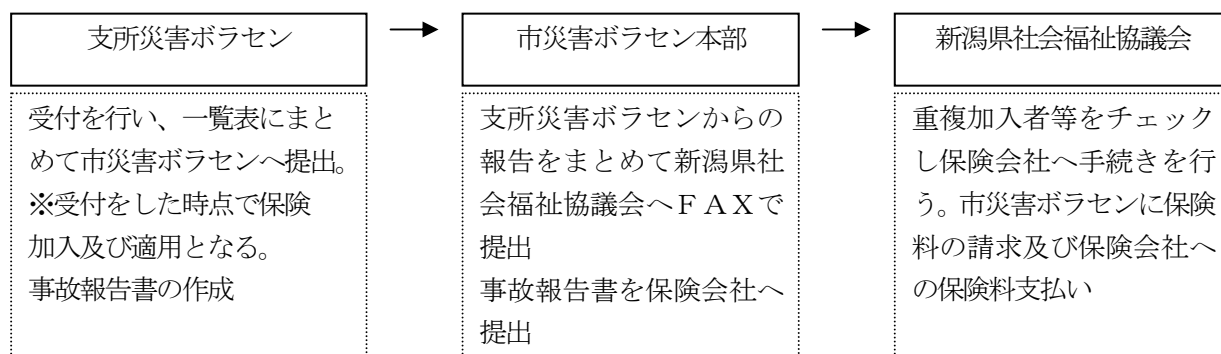 支所災害ボラセン
市災害ボラセン本部
新潟県社会福祉協議会
受付を行い、一覧表にまと
めて市災害ボラセンへ提出。
※受付をした時点で保険
加入及び適用となる。
事故報告書の作成
支所災害ボラセンからの
報告をまとめて新潟県社
会福祉協議会へＦＡＸで
提出
事故報告書を保険会社へ
提出
重複加入者等をチェック
し保険会社へ手続きを行
う。市災害ボラセンに保険
料の請求及び保険会社へ
の保険料支払い